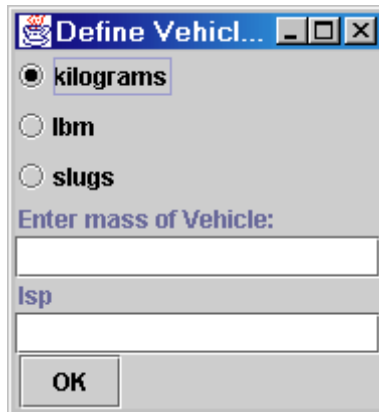 Define Vehicl...
kilograms
lbm
slugs
Enter mass of Vehicle:
Isp
OK